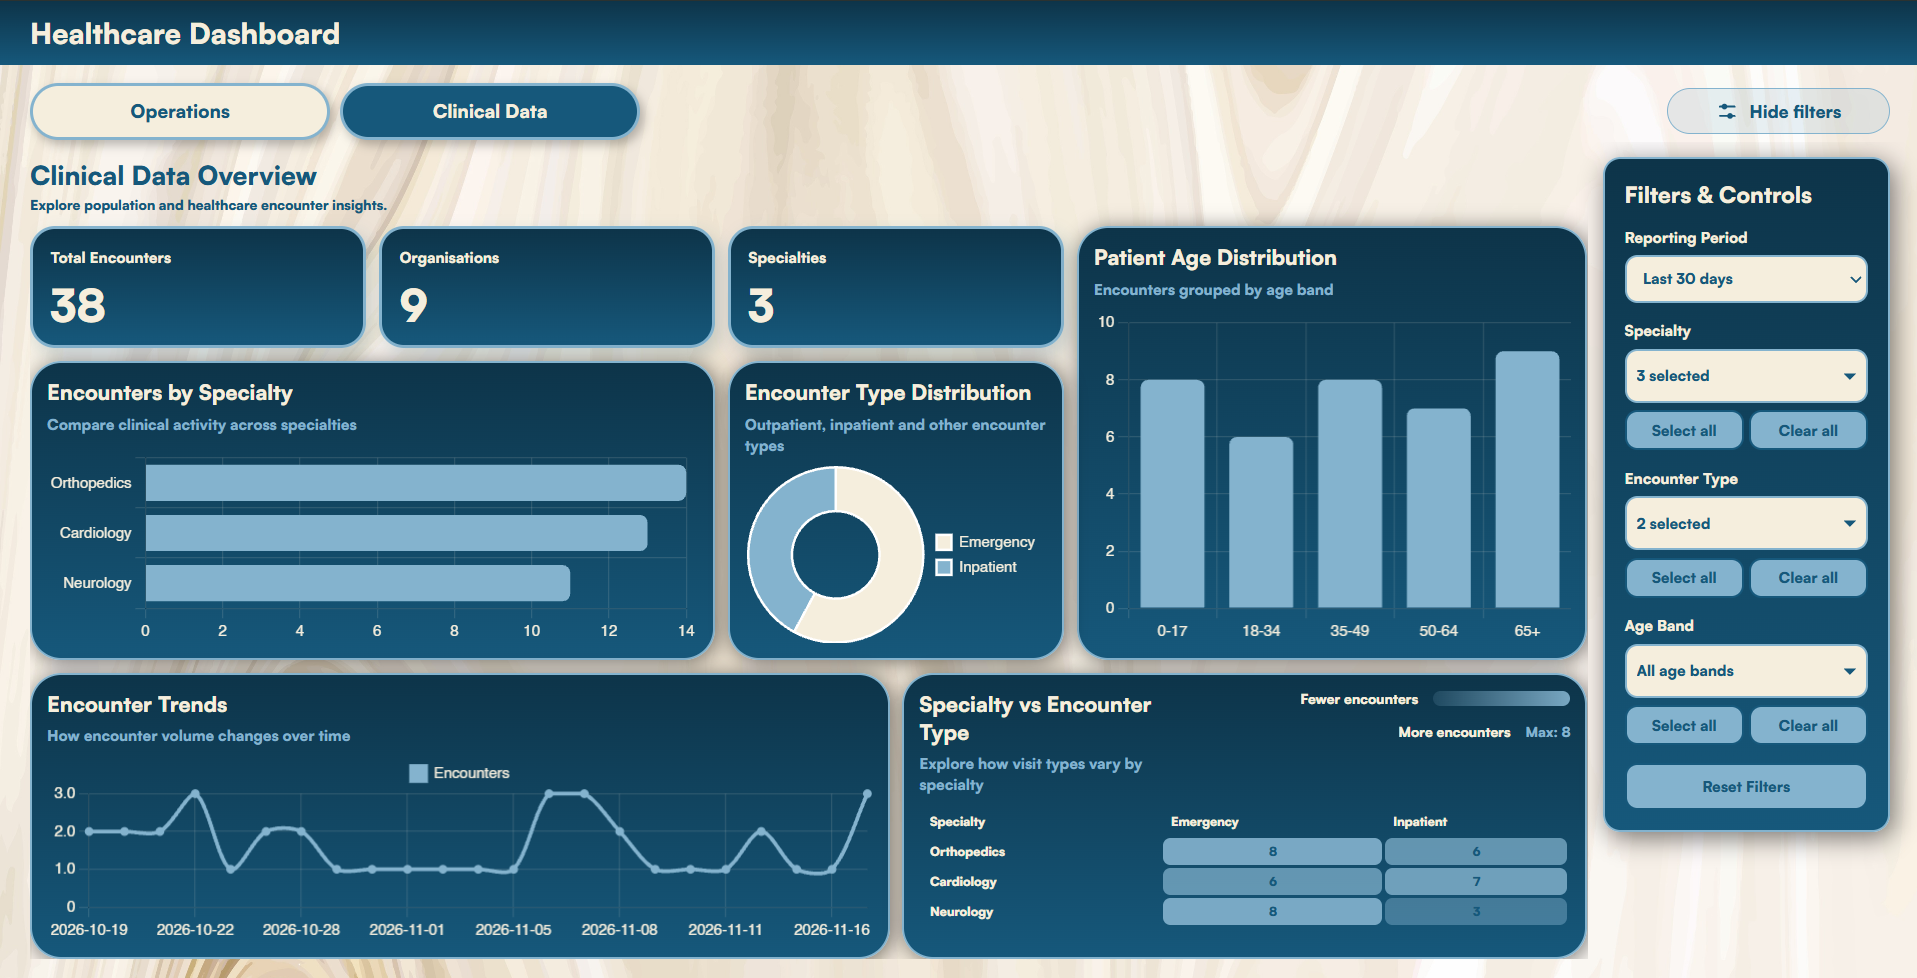 Healthcare Dashboard
Operations
Clinical Data
Hide filters
Clinical Data Overview
Explore population and healthcare encounter insights.
Total Encounters
38
Organisations
9
Specialties
3
Encounters by Specialty
Compare clinical activity across specialties
Orthopedics
Cardiology
Neurology
0 2 4 6 8 10 12 14
Encounter Type Distribution
Outpatient, inpatient and other encounter
types
Emergency
Inpatient
Patient Age Distribution
Encounters grouped by age band
10
8
6
4
2
0
0-17 18-34 35-49 50-64 65+
Encounter Trends
How encounter volume changes over time
Encounters
3.0
2.0
1.0
0
2026-10-19 2026-10-22 2026-10-28 2026-11-01 2026-11-05 2026-11-08 2026-11-11 2026-11-16
Specialty vs Encounter
Type
Explore how visit types vary by
specialty
Fewer encounters
More encounters Max: 8
Specialty Emergency Inpatient
Orthopedics 8 6
Cardiology 6 7
Neurology 8 3
Filters & Controls
Reporting Period
Last 30 days
Specialty
3 selected
Select all Clear all
Encounter Type
2 selected
Select all Clear all
Age Band
All age bands
Select all Clear all
Reset Filters